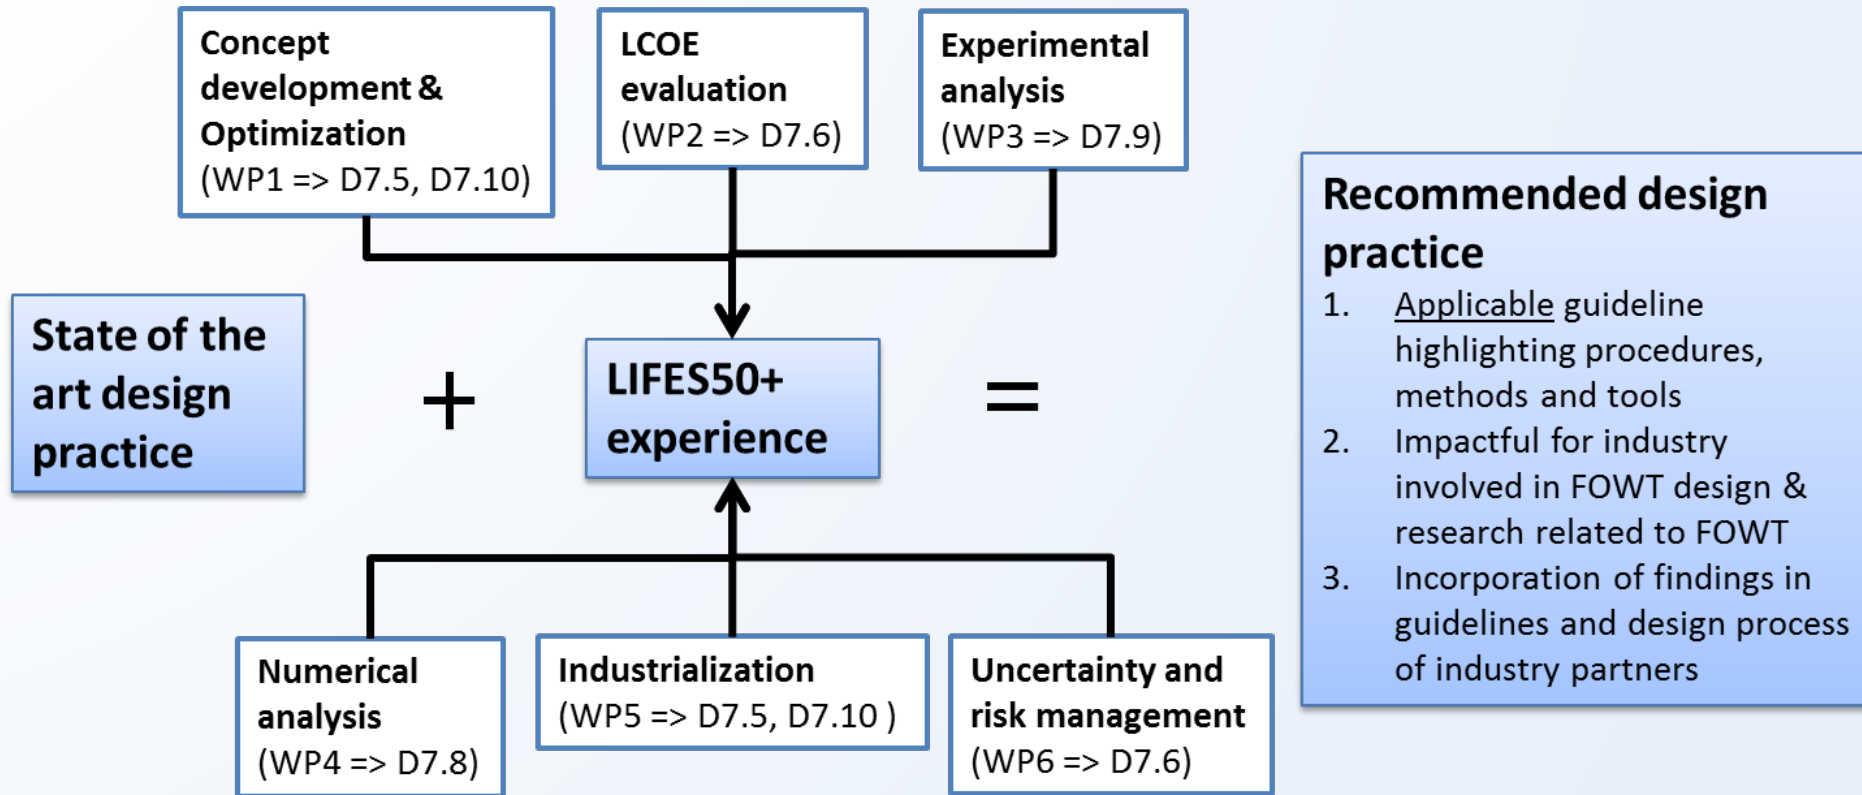 Concept
development &
Optimization
(WP1 => D7.5, D7.10)
LCOE
evaluation
(WP2 => D7.6)
Experimental
analysis
(WP3 => D7.9)
State of the
art design
practice
+
LIFES50+
experience
=
Recommended design
practice
1. Applicable guideline
highlighting procedures,
methods and tools
2. Impactful for industry
involved in FOWT design &
research related to FOWT
3. Incorporation of findings in
guidelines and design process
of industry partners
Numerical
analysis
(WP4 => D7.8)
Industrialization
(WP5 => D7.5, D7.10 )
Uncertainty and
risk management
(WP6 => D7.6)